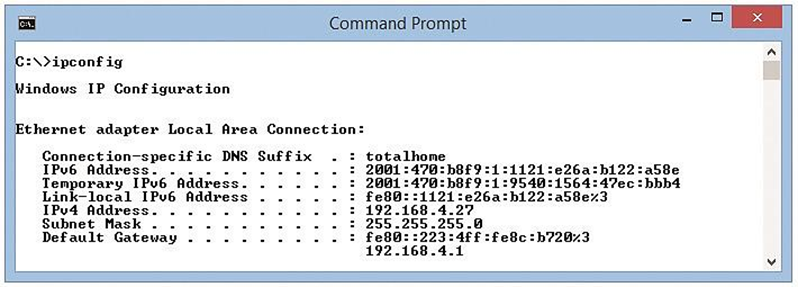 Command Prompt
C:\>ipconfig
Windows IP Configuration
Ethernet adapter Local Area Connection:
Connection-specific DNS Suffix . : totalhome
IPv6 Address. . . . . . . . . . . : 2001:470:b8f9:1:1121:e26a:b122:a58e
Temporary IPv6 Address. . . . . . : 2001:470:b8f9:1:9540:1564:47ec:bbb4
Link-local IPv6 Address . . . . . : fe80::1121:e26a:b122:a58e%3
IPv4 Address. . . . . . . . . . . : 192.168.4.27
Subnet Mask . . . . . . . . . . . : 255.255.255.0
Default Gateway . . . . . . . . . : fe80::223:4ff:fe8c:b720%3
192.168.4.1